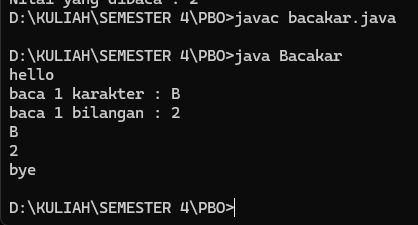 Nilai yang dibaca : 2
D:\KULIAH\SEMESTER 4\PBO>javac bacakar.java
D:\KULIAH\SEMESTER 4\PBO>java Bacakar
hello
baca 1 karakter : B
baca 1 bilangan : 2
B
2
bye
D:\KULIAH\SEMESTER 4\PBO>